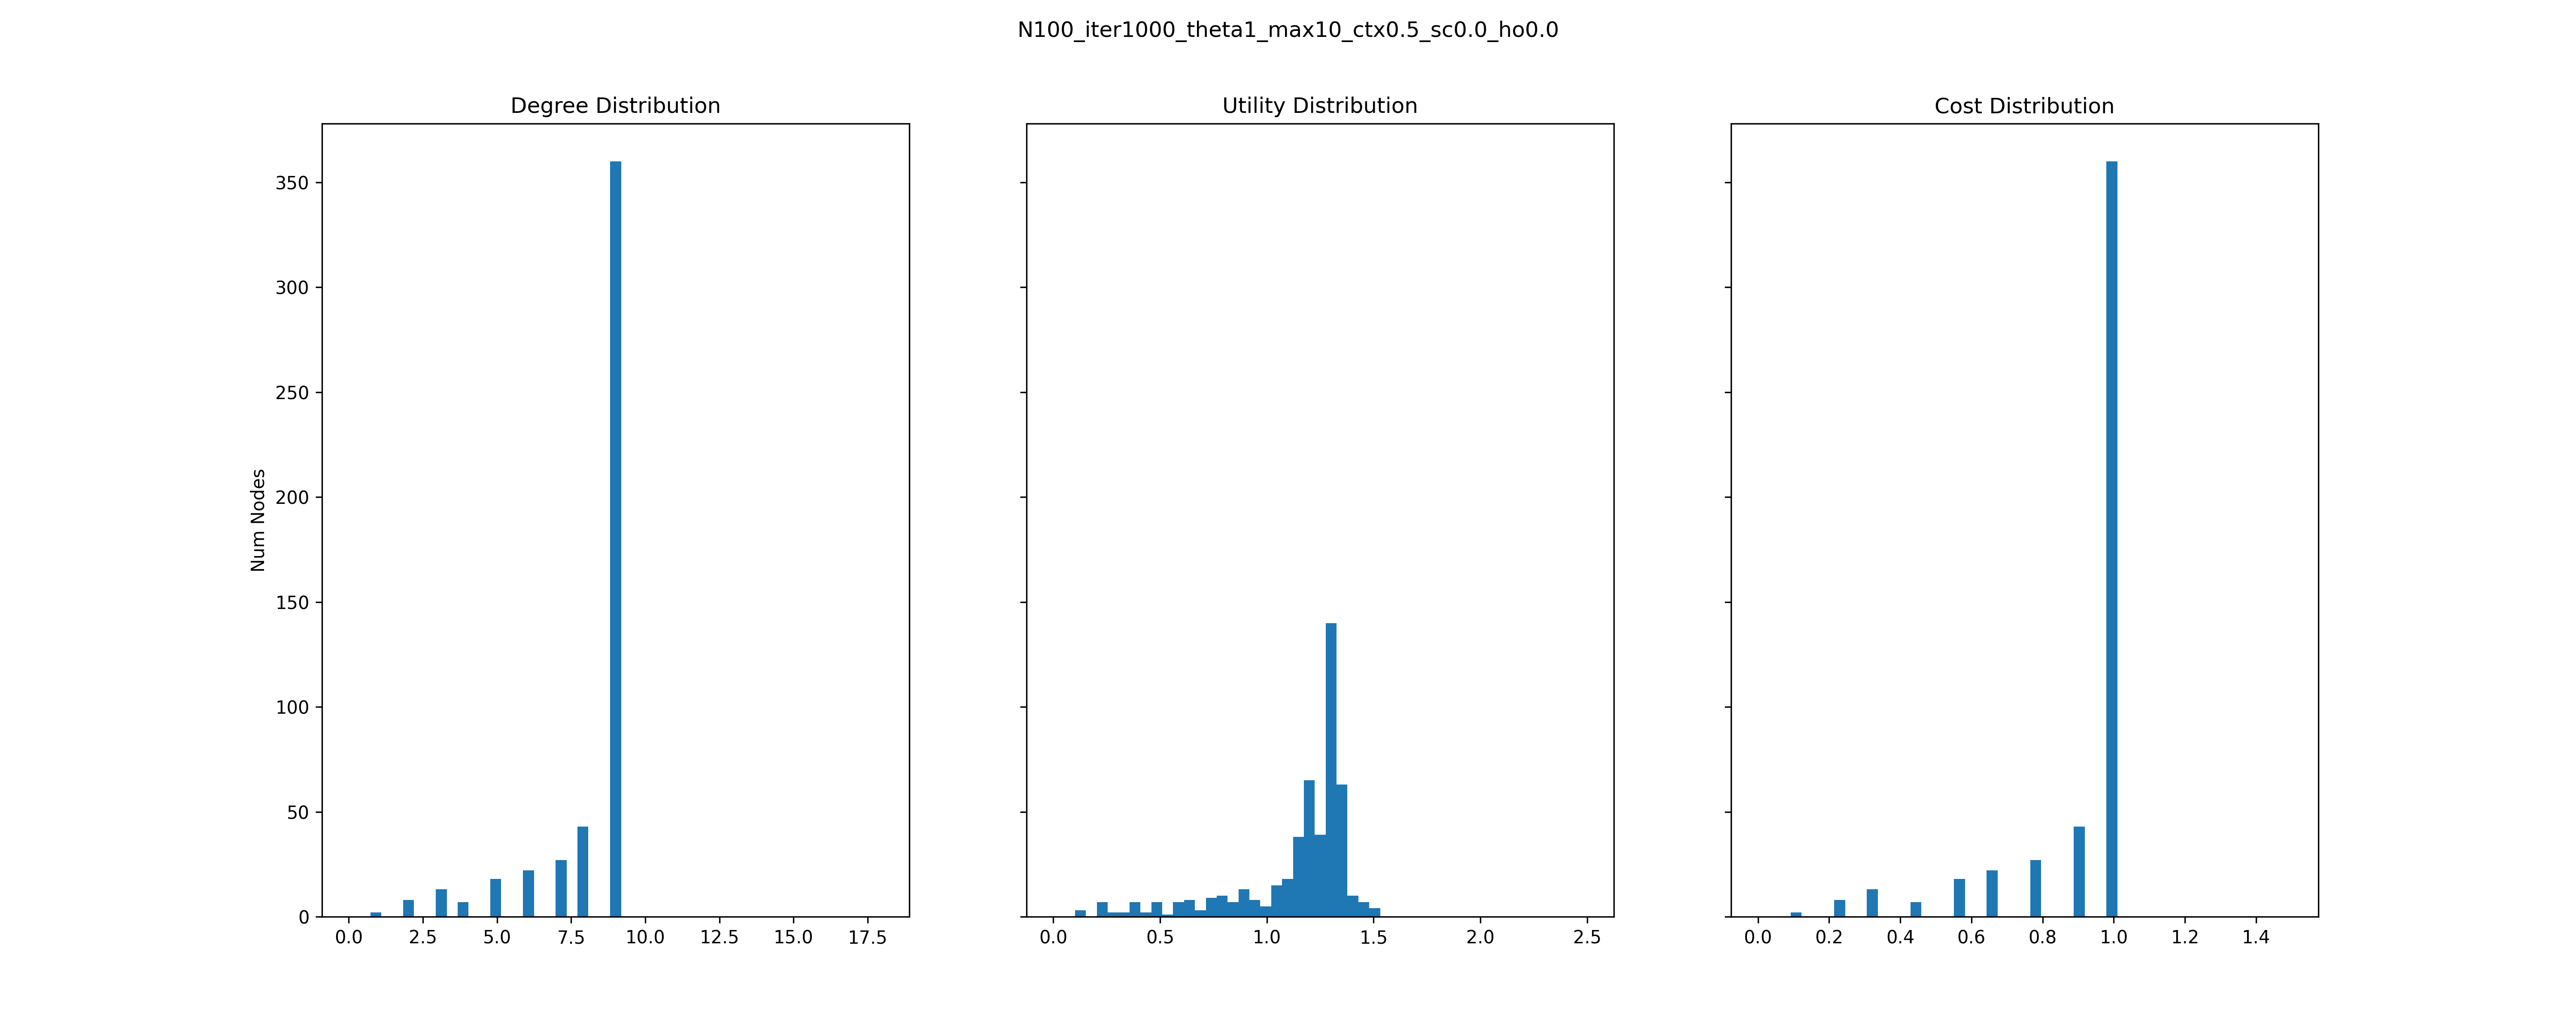 N100_iter1000_theta1_max10_ctx0.5_sc0.0_ho0.0
Degree Distribution
Utility Distribution
Cost Distribution
Num Nodes
350
300
250
200
150
100
50
0
0.0 2.5 5.0 7.5 10.0 12.5 15.0 17.5
0.0 0.5 1.0 1.5 2.0 2.5
0.0 0.2 0.4 0.6 0.8 1.0 1.2 1.4